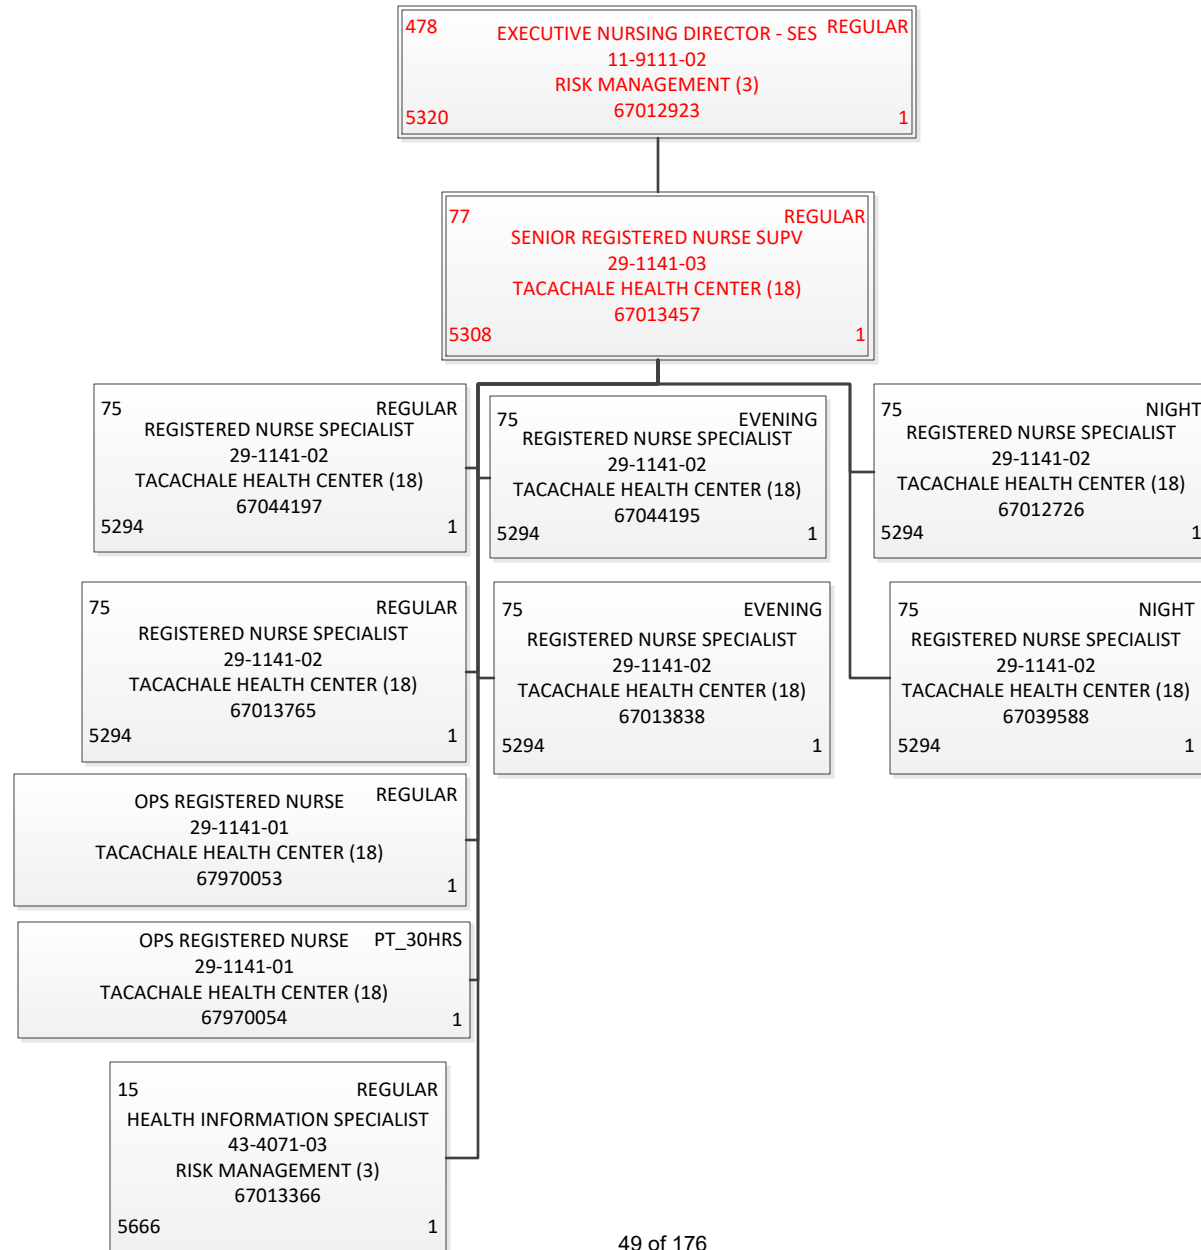 478 EXECUTIVE NURSING DIRECTOR - SES REGULAR
11-9111-02
RISK MANAGEMENT (3)
67012923
5320 1
77 REGULAR
SENIOR REGISTERED NURSE SUPV
29-1141-03
TACACHALE HEALTH CENTER (18)
67013457
5308 1
75 REGULAR
REGISTERED NURSE SPECIALIST
29-1141-02
TACACHALE HEALTH CENTER (18)
67044197
5294 1
75 EVENING
REGISTERED NURSE SPECIALIST
29-1141-02
TACACHALE HEALTH CENTER (18)
67044195
5294 1
75 NIGHT
REGISTERED NURSE SPECIALIST
29-1141-02
TACACHALE HEALTH CENTER (18)
67012726
5294 1
75 REGULAR
REGISTERED NURSE SPECIALIST
29-1141-02
TACACHALE HEALTH CENTER (18)
67013765
5294 1
75 EVENING
REGISTERED NURSE SPECIALIST
29-1141-02
TACACHALE HEALTH CENTER (18)
67013838
5294 1
75 NIGHT
REGISTERED NURSE SPECIALIST
29-1141-02
TACACHALE HEALTH CENTER (18)
67039588
5294 1
OPS REGISTERED NURSE REGULAR
29-1141-01
TACACHALE HEALTH CENTER (18)
67970053
1
OPS REGISTERED NURSE PT_30HRS
29-1141-01
TACACHALE HEALTH CENTER (18)
67970054
1
15 REGULAR
HEALTH INFORMATION SPECIALIST
43-4071-03
RISK MANAGEMENT (3)
67013366
5666 1
49 of 176